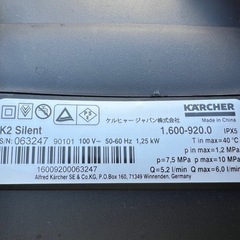 KÄRCHER
ケルヒャー ジャパン株式会社
Made in China
K2 Silent
1.600-920.0 IPX5
S/N: 063247 90101 100 V~ 50-60 Hz 1,25 kW
T in max = 40 °C
p in max = 1,2 MPa
p = 7,5 MPa p max = 10 MPa
Q = 5,2 l/min Q max = 6,0 l/min
16009200063247
Alfred Kärcher SE & Co.KG, P.O.Box 160, 71349 Winnenden, Germany